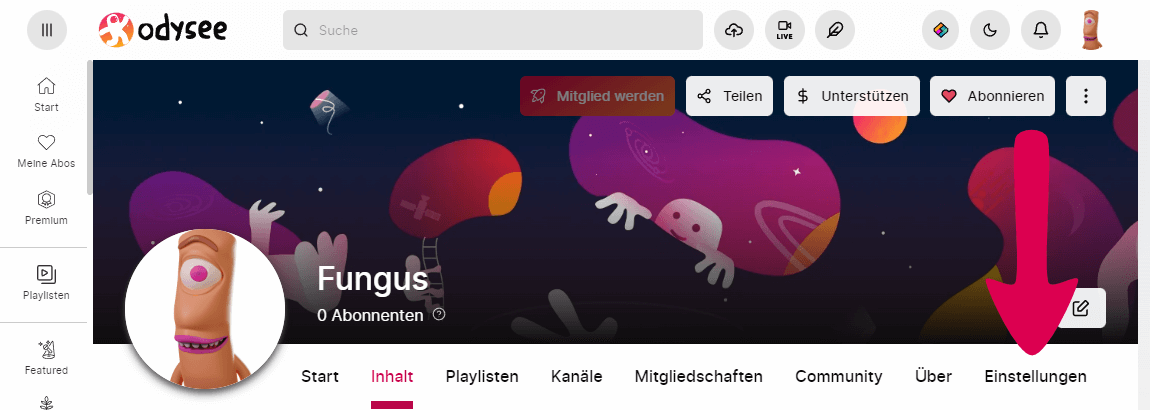 odysee
Suche
LIVE
Start
Meine Abos
Premium
Playlisten
Featured
Mitglied werden
Teilen
Unterstützen
Abonnieren
Fungus
0 Abonnenten
Start Inhalt Playlisten Kanäle Mitgliedschaften Community Über Einstellungen